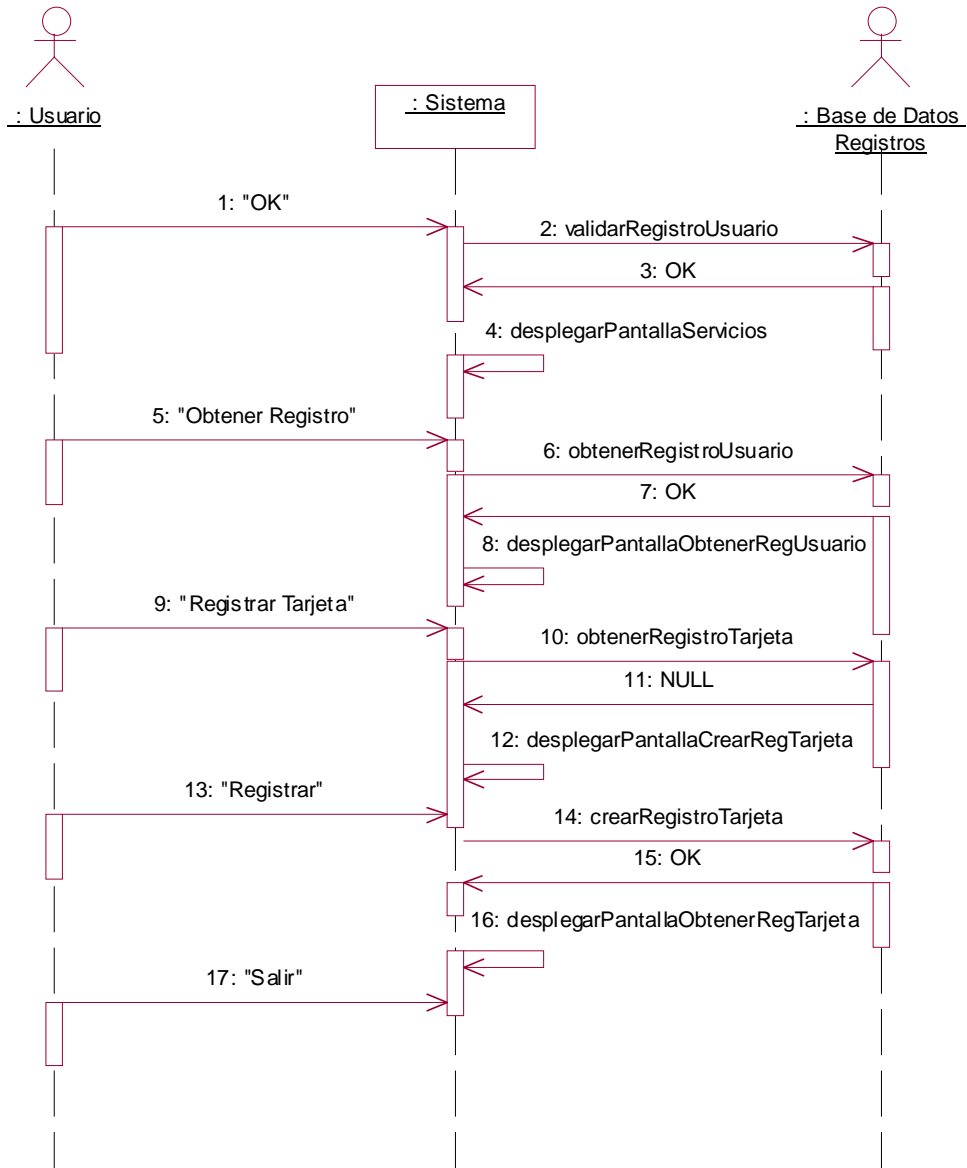 : Usuario
: Sistema
: Base de Datos
Registros
1: "OK"
2: validarRegistroUsuario
3: OK
4: desplegarPantallaServicios
5: "Obtener Registro"
6: obtenerRegistroUsuario
7: OK
8: desplegarPantallaObtenerRegUsuario
9: "Registrar Tarjeta"
10: obtenerRegistroTarjeta
11: NULL
12: desplegarPantallaCrearRegTarjeta
13: "Registrar"
14: crearRegistroTarjeta
15: OK
16: desplegarPantallaObtenerRegTarjeta
17: "Salir"